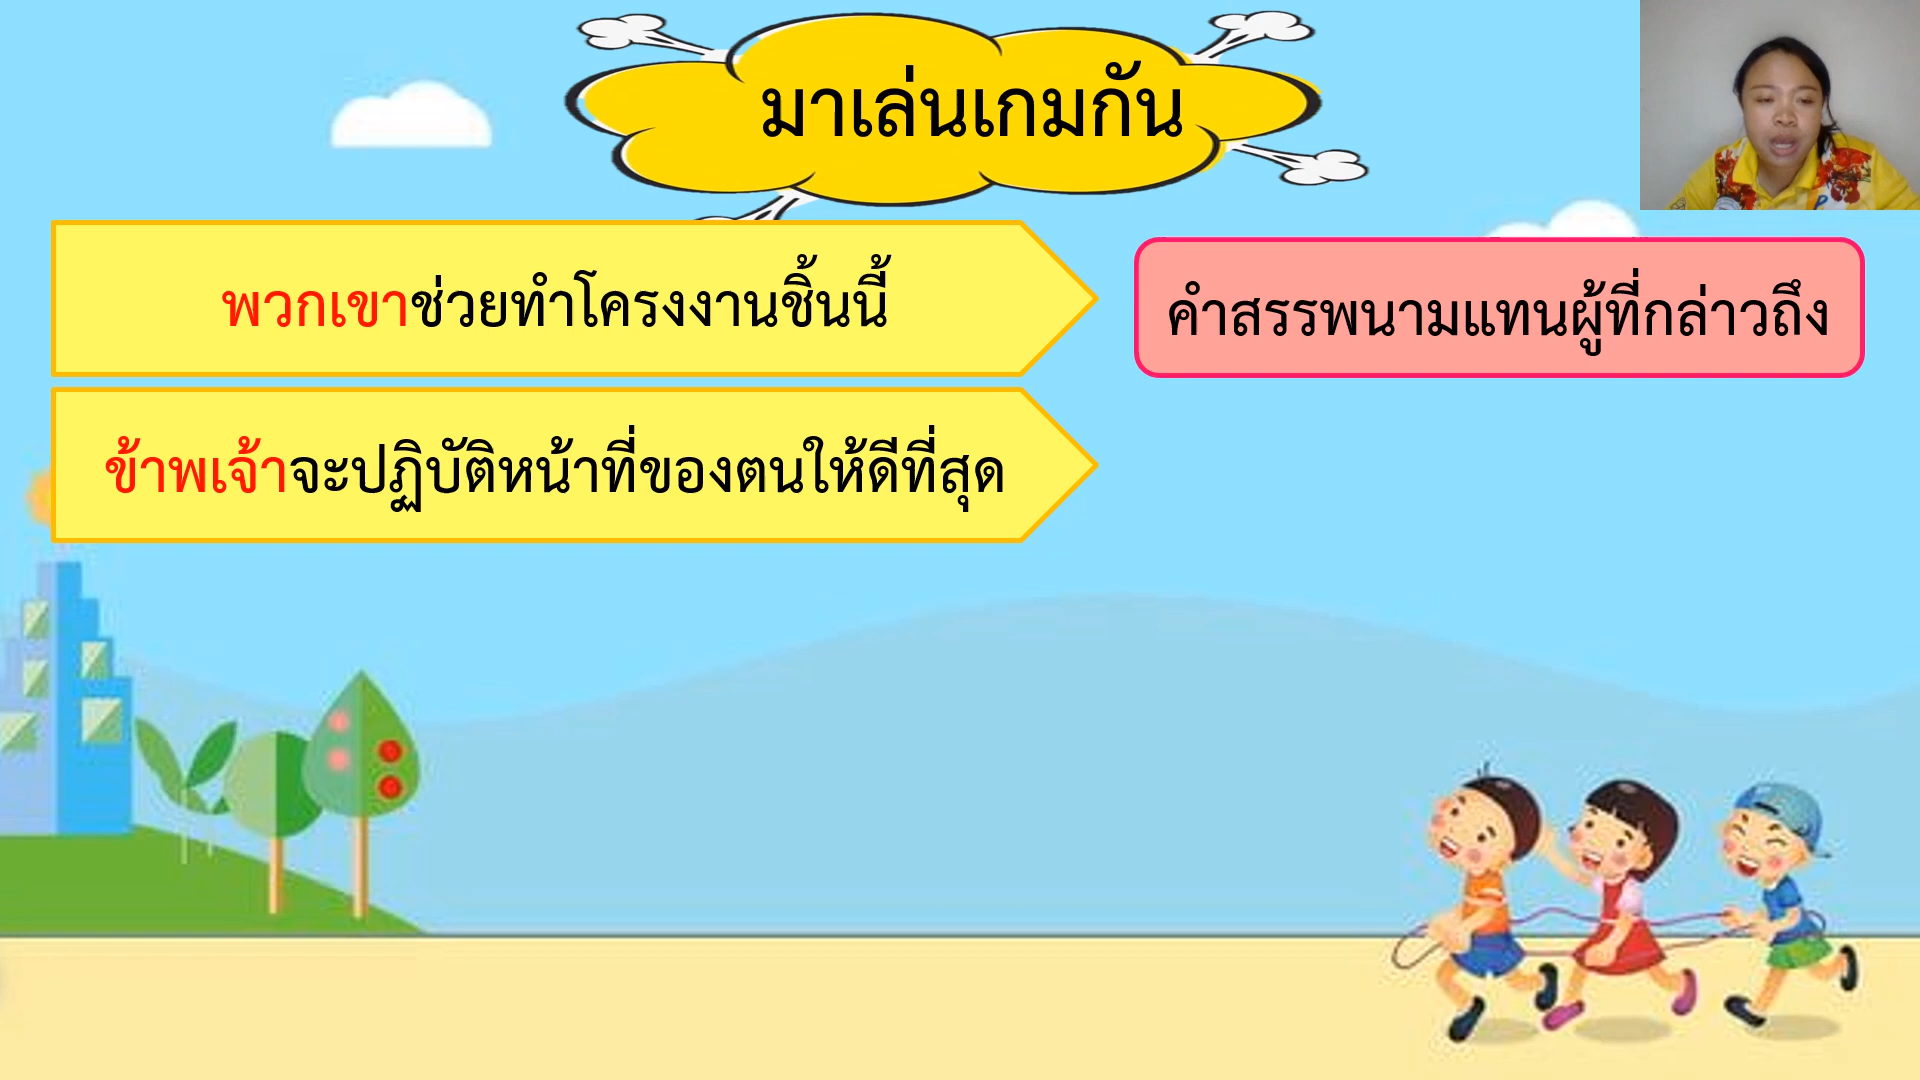 มาเล่นเกมกัน
พวกเขาช่วยทำโครงงานชิ้นนี้
คำสรรพนามแทนผู้ที่กล่าวถึง
ข้าพเจ้าจะปฏิบัติหน้าที่ของตนให้ดีที่สุด